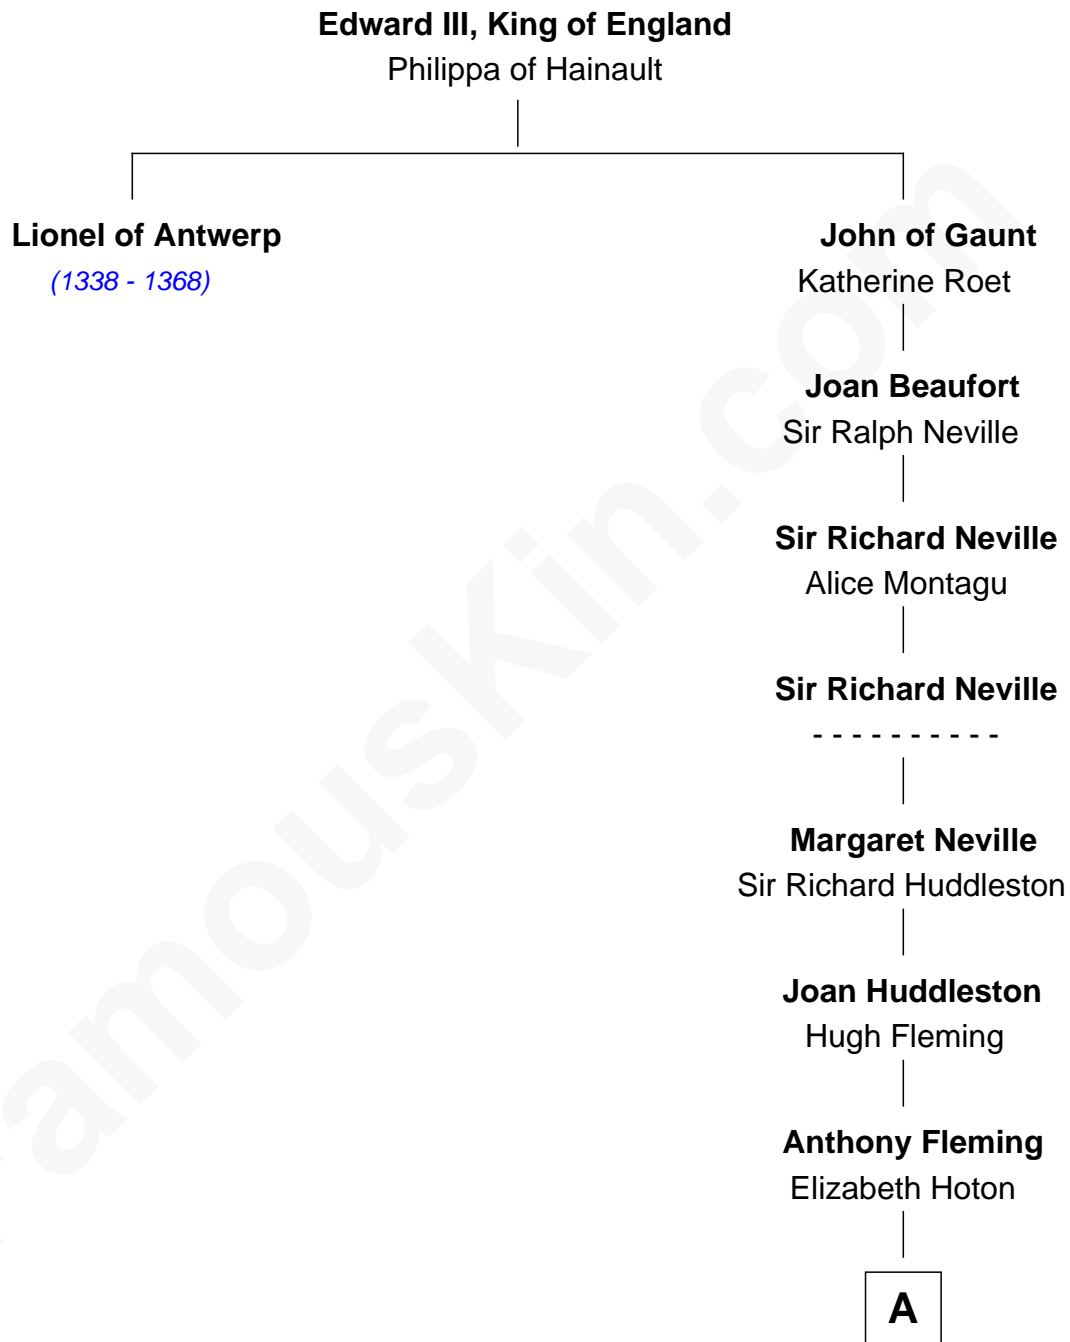 Edward III, King of England
Philippa of Hainault
Lionel of Antwerp
(1338 - 1368)
John of Gaunt
Katherine Roet
Joan Beaufort
Sir Ralph Neville
Sir Richard Neville
Alice Montagu
Sir Richard Neville
- - - - - - - - - -
Margaret Neville
Sir Richard Huddleston
Joan Huddleston
Hugh Fleming
Anthony Fleming
Elizabeth Hoton
A
FamousKin.com